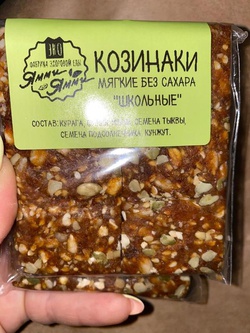 ЭКО
ФАБРИКА ЗДОРОВОЙ ЕДЫ
Ямми
Ямми
КОЗИНАКИ
МЯГКИЕ БЕЗ САХАРА
"ШКОЛЬНЫЕ"
СОСТАВ: КУРАГА, СЕМЕНА ТЫКВЫ,
СЕМЕНА ПОДСОЛНЕЧНИКА, КУНЖУТ.